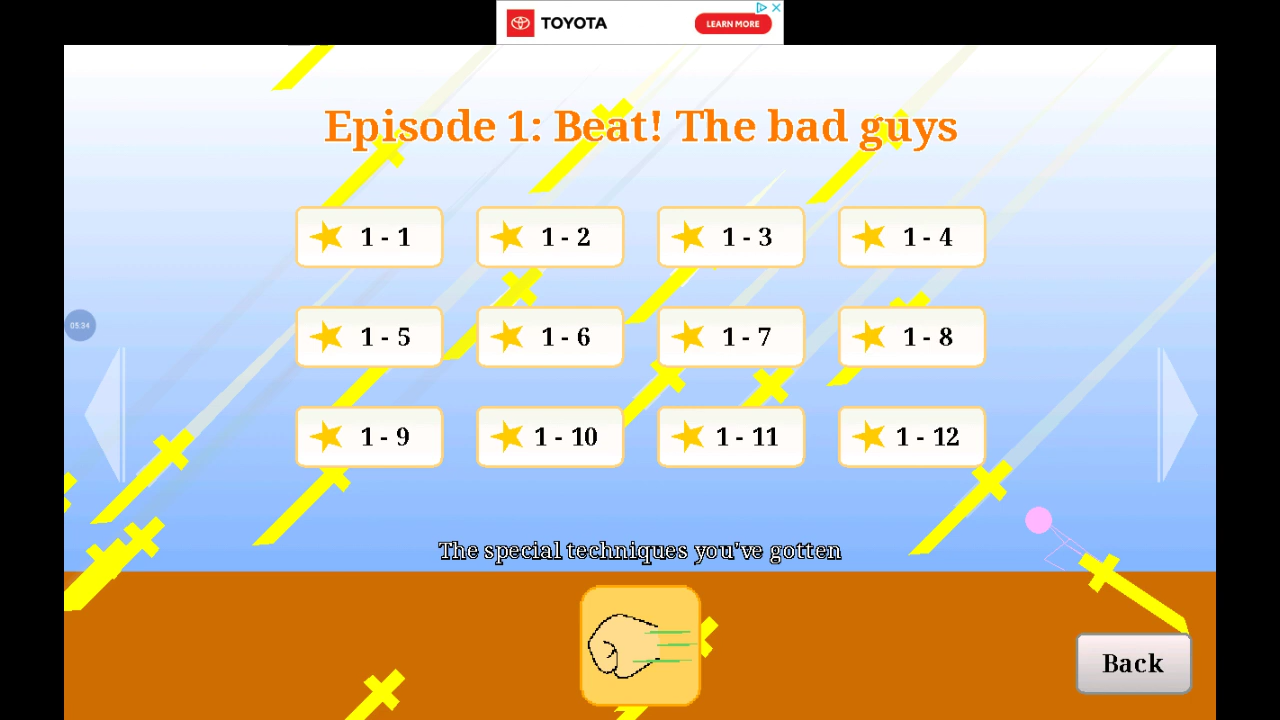 TOYOTA
LEARN MORE
Episode 1: Beat! The bad guys
1 - 1
1 - 2
1 - 3
1 - 4
1 - 5
1 - 6
1 - 7
1 - 8
05:34
1 - 9
1 - 10
1 - 11
1 - 12
The special techniques you've gotten
Back